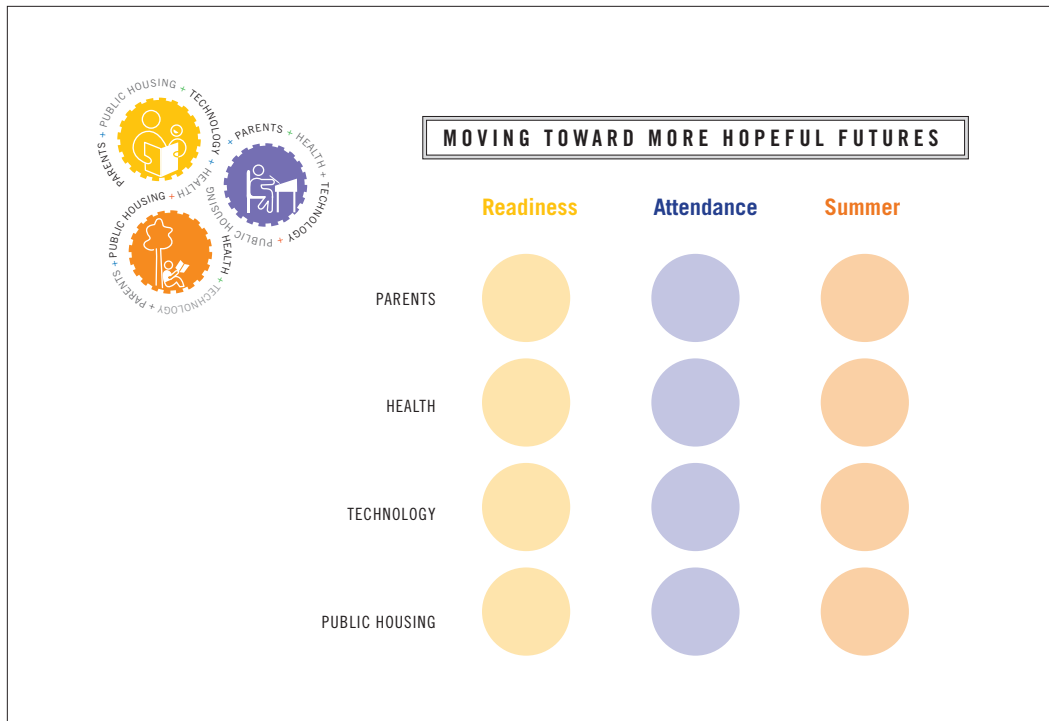 PARENTS + PUBLIC HOUSING + TECHNOLOGY + HEALTH
+ PARENTS + HEALTH + TECHNOLOGY + PUBLIC HOUSING
+ PARENTS + PUBLIC HOUSING + HEALTH + TECHNOLOGY
MOVING TOWARD MORE HOPEFUL FUTURES
Readiness Attendance Summer
PARENTS
HEALTH
TECHNOLOGY
PUBLIC HOUSING